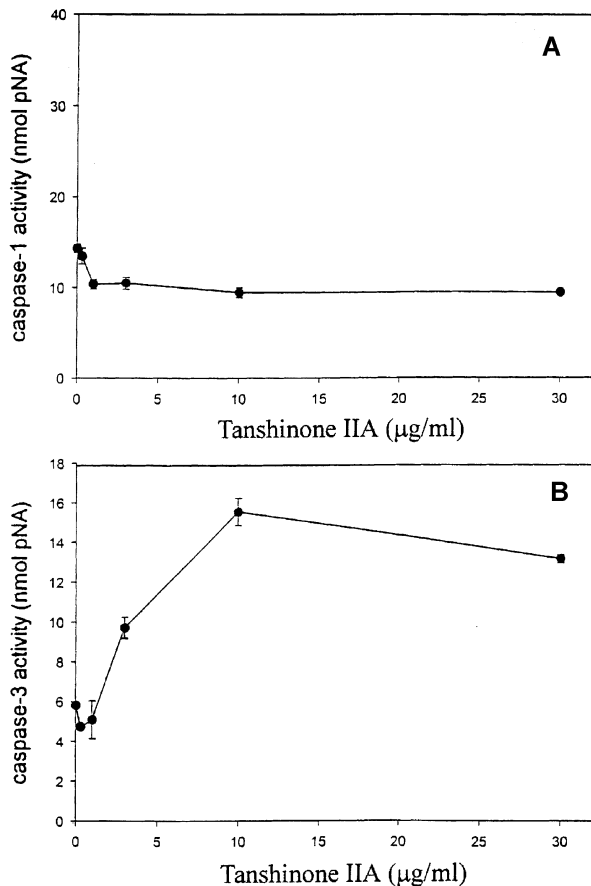 A
caspase-1 activity (nmol pNA)
40
30
20
10
0
0 5 10 15 20 25 30
Tanshinone IIA (μg/ml)
B
caspase-3 activity (nmol pNA)
18
16
14
12
10
8
6
4
2
0
0 5 10 15 20 25 30
Tanshinone IIA (μg/ml)